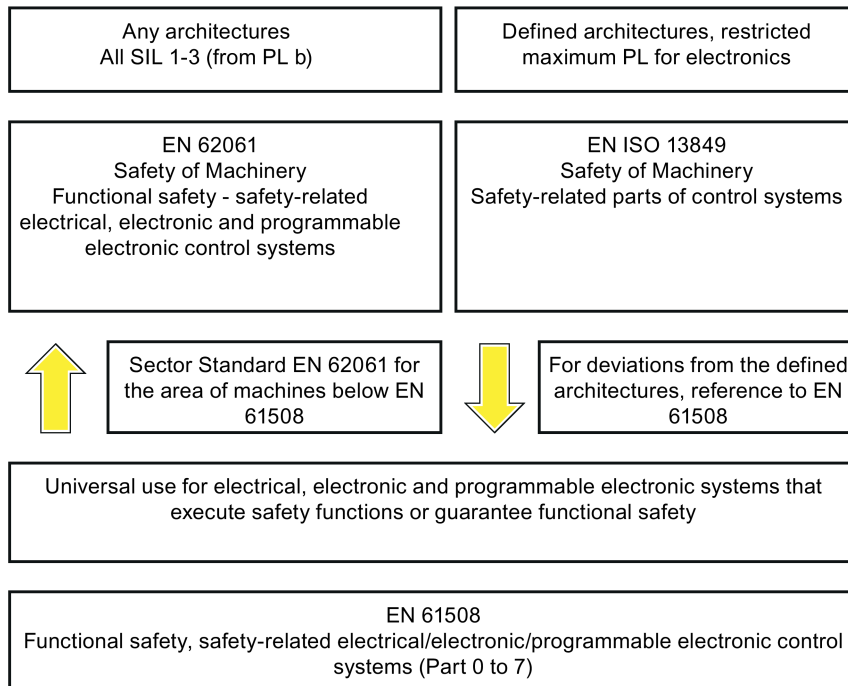 Any architectures
All SIL 1-3 (from PL b)
Defined architectures, restricted
maximum PL for electronics
EN 62061
Safety of Machinery
Functional safety - safety-related
electrical, electronic and programmable
electronic control systems
EN ISO 13849
Safety of Machinery
Safety-related parts of control systems
Sector Standard EN 62061 for
the area of machines below EN
61508
For deviations from the defined
architectures, reference to EN
61508
Universal use for electrical, electronic and programmable electronic systems that
execute safety functions or guarantee functional safety
EN 61508
Functional safety, safety-related electrical/electronic/programmable electronic control
systems (Part 0 to 7)